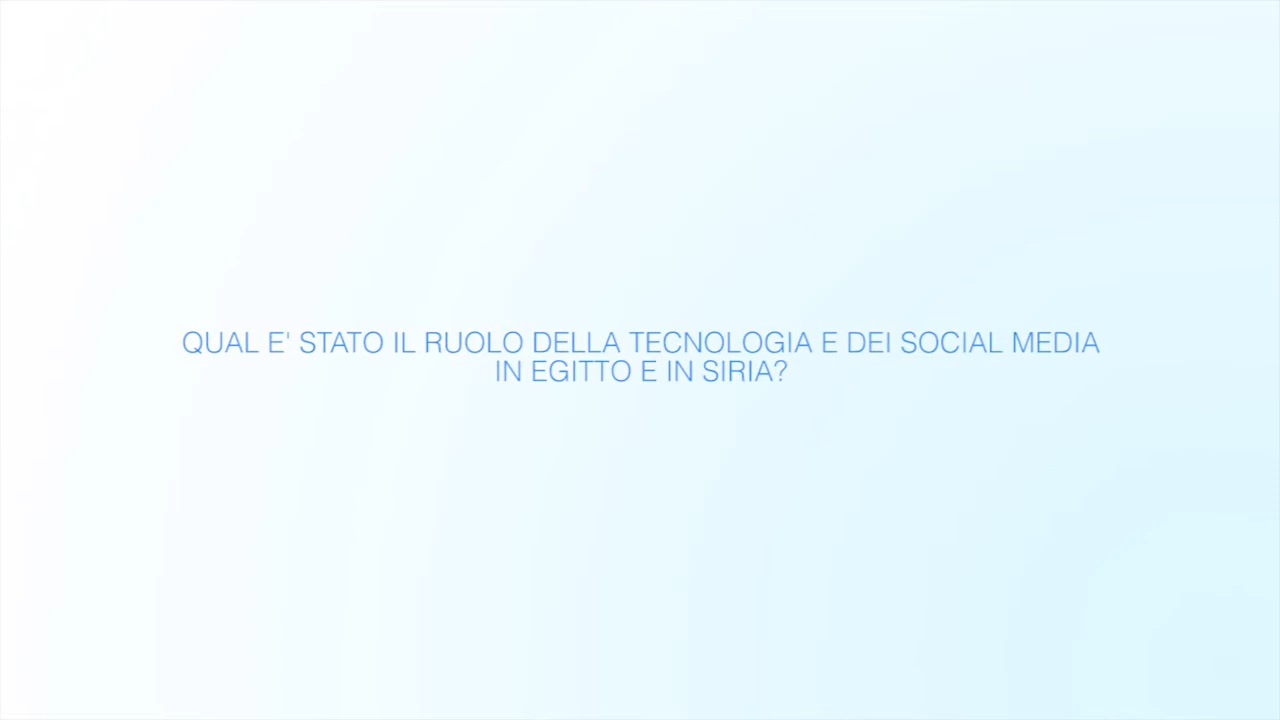 QUAL E' STATO IL RUOLO DELLA TECNOLOGIA E DEI SOCIAL MEDIA
IN EGITTO E IN SIRIA?